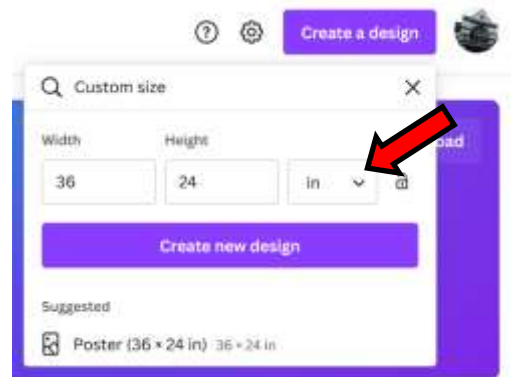 Create a design
Custom size
Width Height
36 24 in
Create new design
Suggested
Poster (36 × 24 in) 36 × 24 in